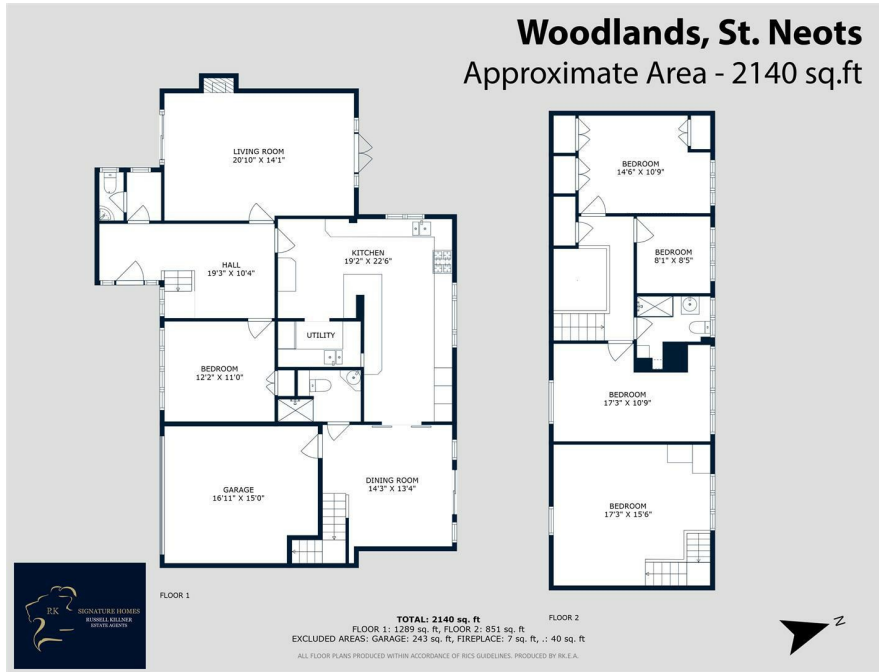 Woodlands, St. Neots
Approximate Area - 2140 sq.ft
LIVING ROOM
20'10" X 14'1"
HALL
19'3" X 10'4"
KITCHEN
19'2" X 22'6"
UTILITY
BEDROOM
12'2" X 11'0"
GARAGE
16'11" X 15'0"
DINING ROOM
14'3" X 13'4"
FLOOR 1
BEDROOM
14'6" X 10'9"
BEDROOM
8'1" X 8'5"
BEDROOM
17'3" X 10'9"
BEDROOM
17'3" X 15'6"
FLOOR 2
RK
SIGNATURE HOMES
RUSSELL KILLNER
ESTATE AGENTS
TOTAL: 2140 sq. ft
FLOOR 1: 1289 sq. ft, FLOOR 2: 851 sq. ft
EXCLUDED AREAS: GARAGE: 243 sq. ft, FIREPLACE: 7 sq. ft, .: 40 sq. ft
ALL FLOOR PLANS PRODUCED WITHIN ACCORDANCE OF RICS GUIDELINES. PRODUCED BY RK.E.A.
Z